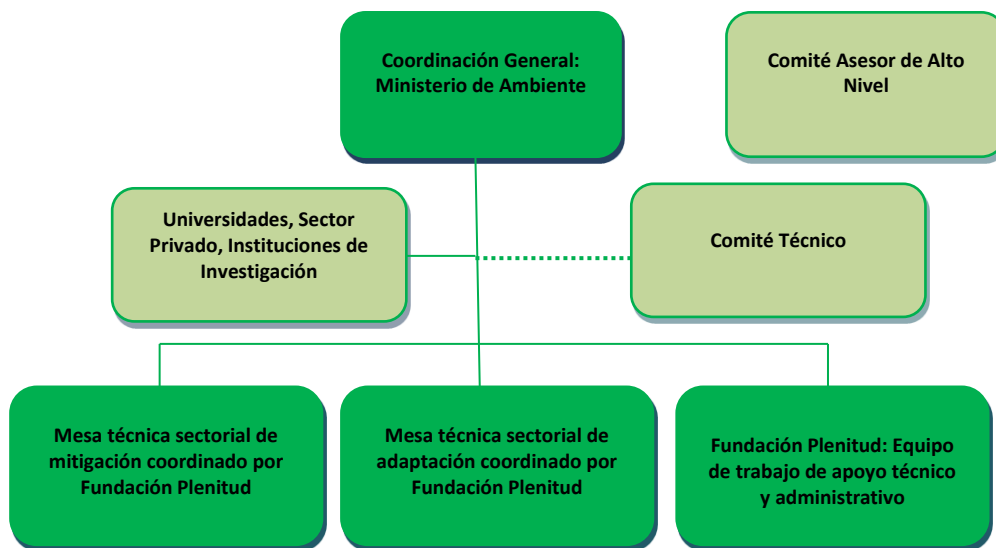 Coordinación General:
Ministerio de Ambiente
Comité Asesor de Alto
Nivel
Universidades, Sector
Privado, Instituciones de
Investigación
Comité Técnico
Mesa técnica sectorial de
mitigación coordinado por
Fundación Plenitud
Mesa técnica sectorial de
adaptación coordinado por
Fundación Plenitud
Fundación Plenitud: Equipo
de trabajo de apoyo técnico
y administrativo